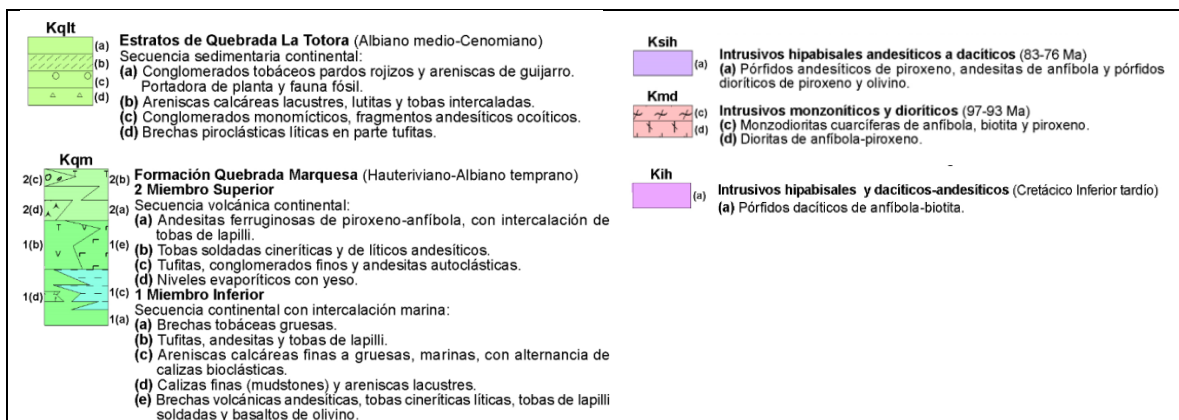 Kqlt
(a)
(b)
(c)
(d)
Estratos de Quebrada La Totora (Albiano medio-Cenomiano)
Secuencia sedimentaria continental:
(a) Conglomerados tobáceos pardos rojizos y areniscas de guijarro.
Portadora de planta y fauna fósil.
(b) Areniscas calcáreas lacustres, lutitas y tobas intercaladas.
(c) Conglomerados monomícticos, fragmentos andesíticos ocoíticos.
(d) Brechas piroclásticas líticas en parte tufitas.
Kqm
2(c)
2(b)
2(d)
2(a)
1(b)
1(e)
1(d)
1(c)
1(a)
Formación Quebrada Marquesa (Hauteriviano-Albiano temprano)
2 Miembro Superior
Secuencia volcánica continental:
(a) Andesitas ferruginosas de piroxeno-anfíbola, con intercalación de
tobas de lapilli.
(b) Tobas soldadas cineríticas y de líticos andesíticos.
(c) Tufitas, conglomerados finos y andesitas autoclásticas.
(d) Niveles evaporíticos con yeso.
1 Miembro Inferior
Secuencia continental con intercalación marina:
(a) Brechas tobáceas gruesas.
(b) Tufitas, andesitas y tobas de lapilli.
(c) Areniscas calcáreas finas a gruesas, marinas, con alternancia de
calizas bioclásticas.
(d) Calizas finas (mudstones) y areniscas lacustres.
(e) Brechas volcánicas andesíticas, tobas cineríticas líticas, tobas de lapilli
soldadas y basaltos de olivino.
Ksih
(a)
Intrusivos hipabisales andesíticos a dacíticos (83-76 Ma)
(a) Pórfidos andesíticos de piroxeno, andesitas de anfíbola y pórfidos
dioríticos de piroxeno y olivino.
Kmd
(c)
(d)
Intrusivos monzoníticos y dioríticos (97-93 Ma)
(c) Monzodioritas cuarcíferas de anfíbola, biotita y piroxeno.
(d) Dioritas de anfíbola-piroxeno.
Kih
(a)
Intrusivos hipabisales y dacíticos-andesíticos (Cretácico Inferior tardío)
(a) Pórfidos dacíticos de anfíbola-biotita.